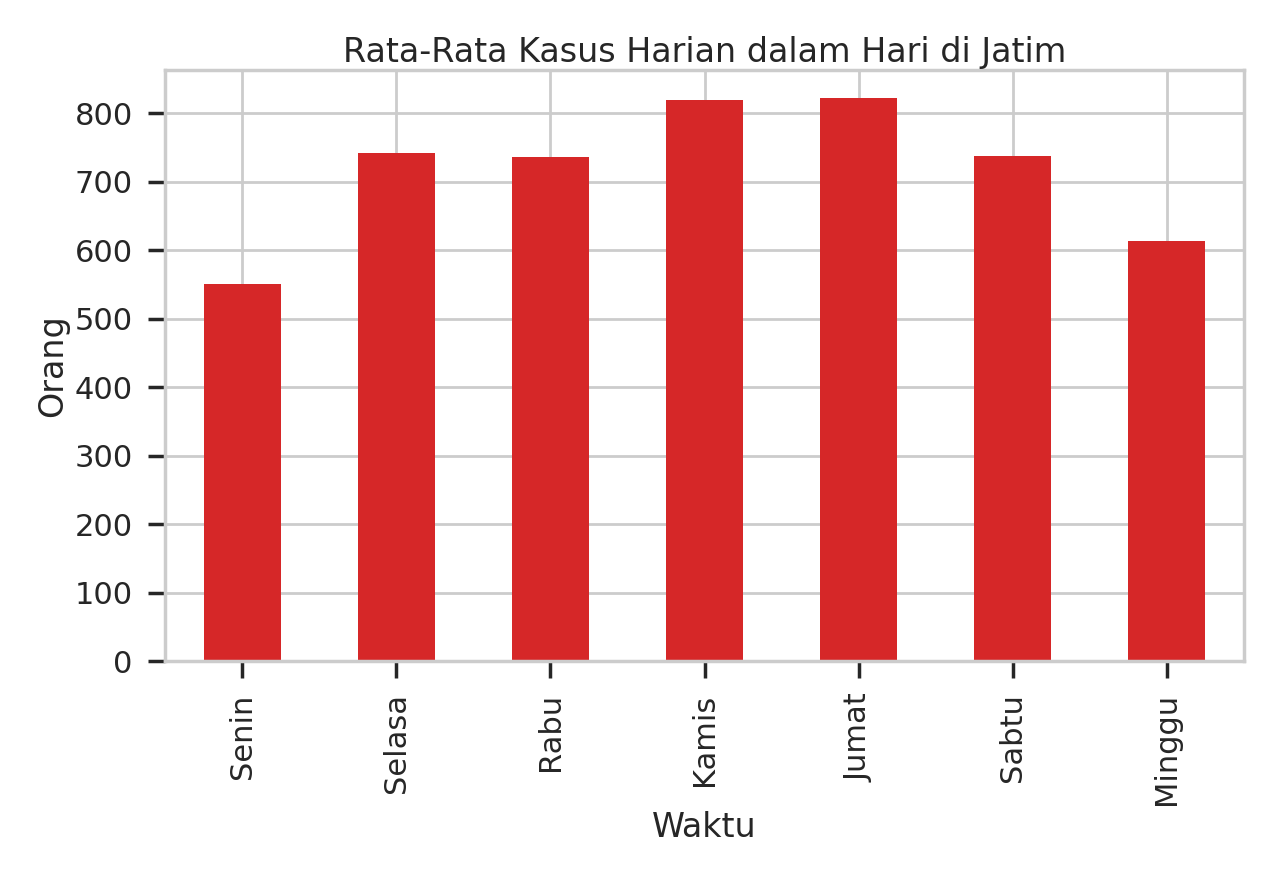 Rata-Rata Kasus Harian dalam Hari di Jatim
Orang
800
700
600
500
400
300
200
100
0
Senin
Selasa
Rabu
Kamis
Jumat
Sabtu
Minggu
Waktu